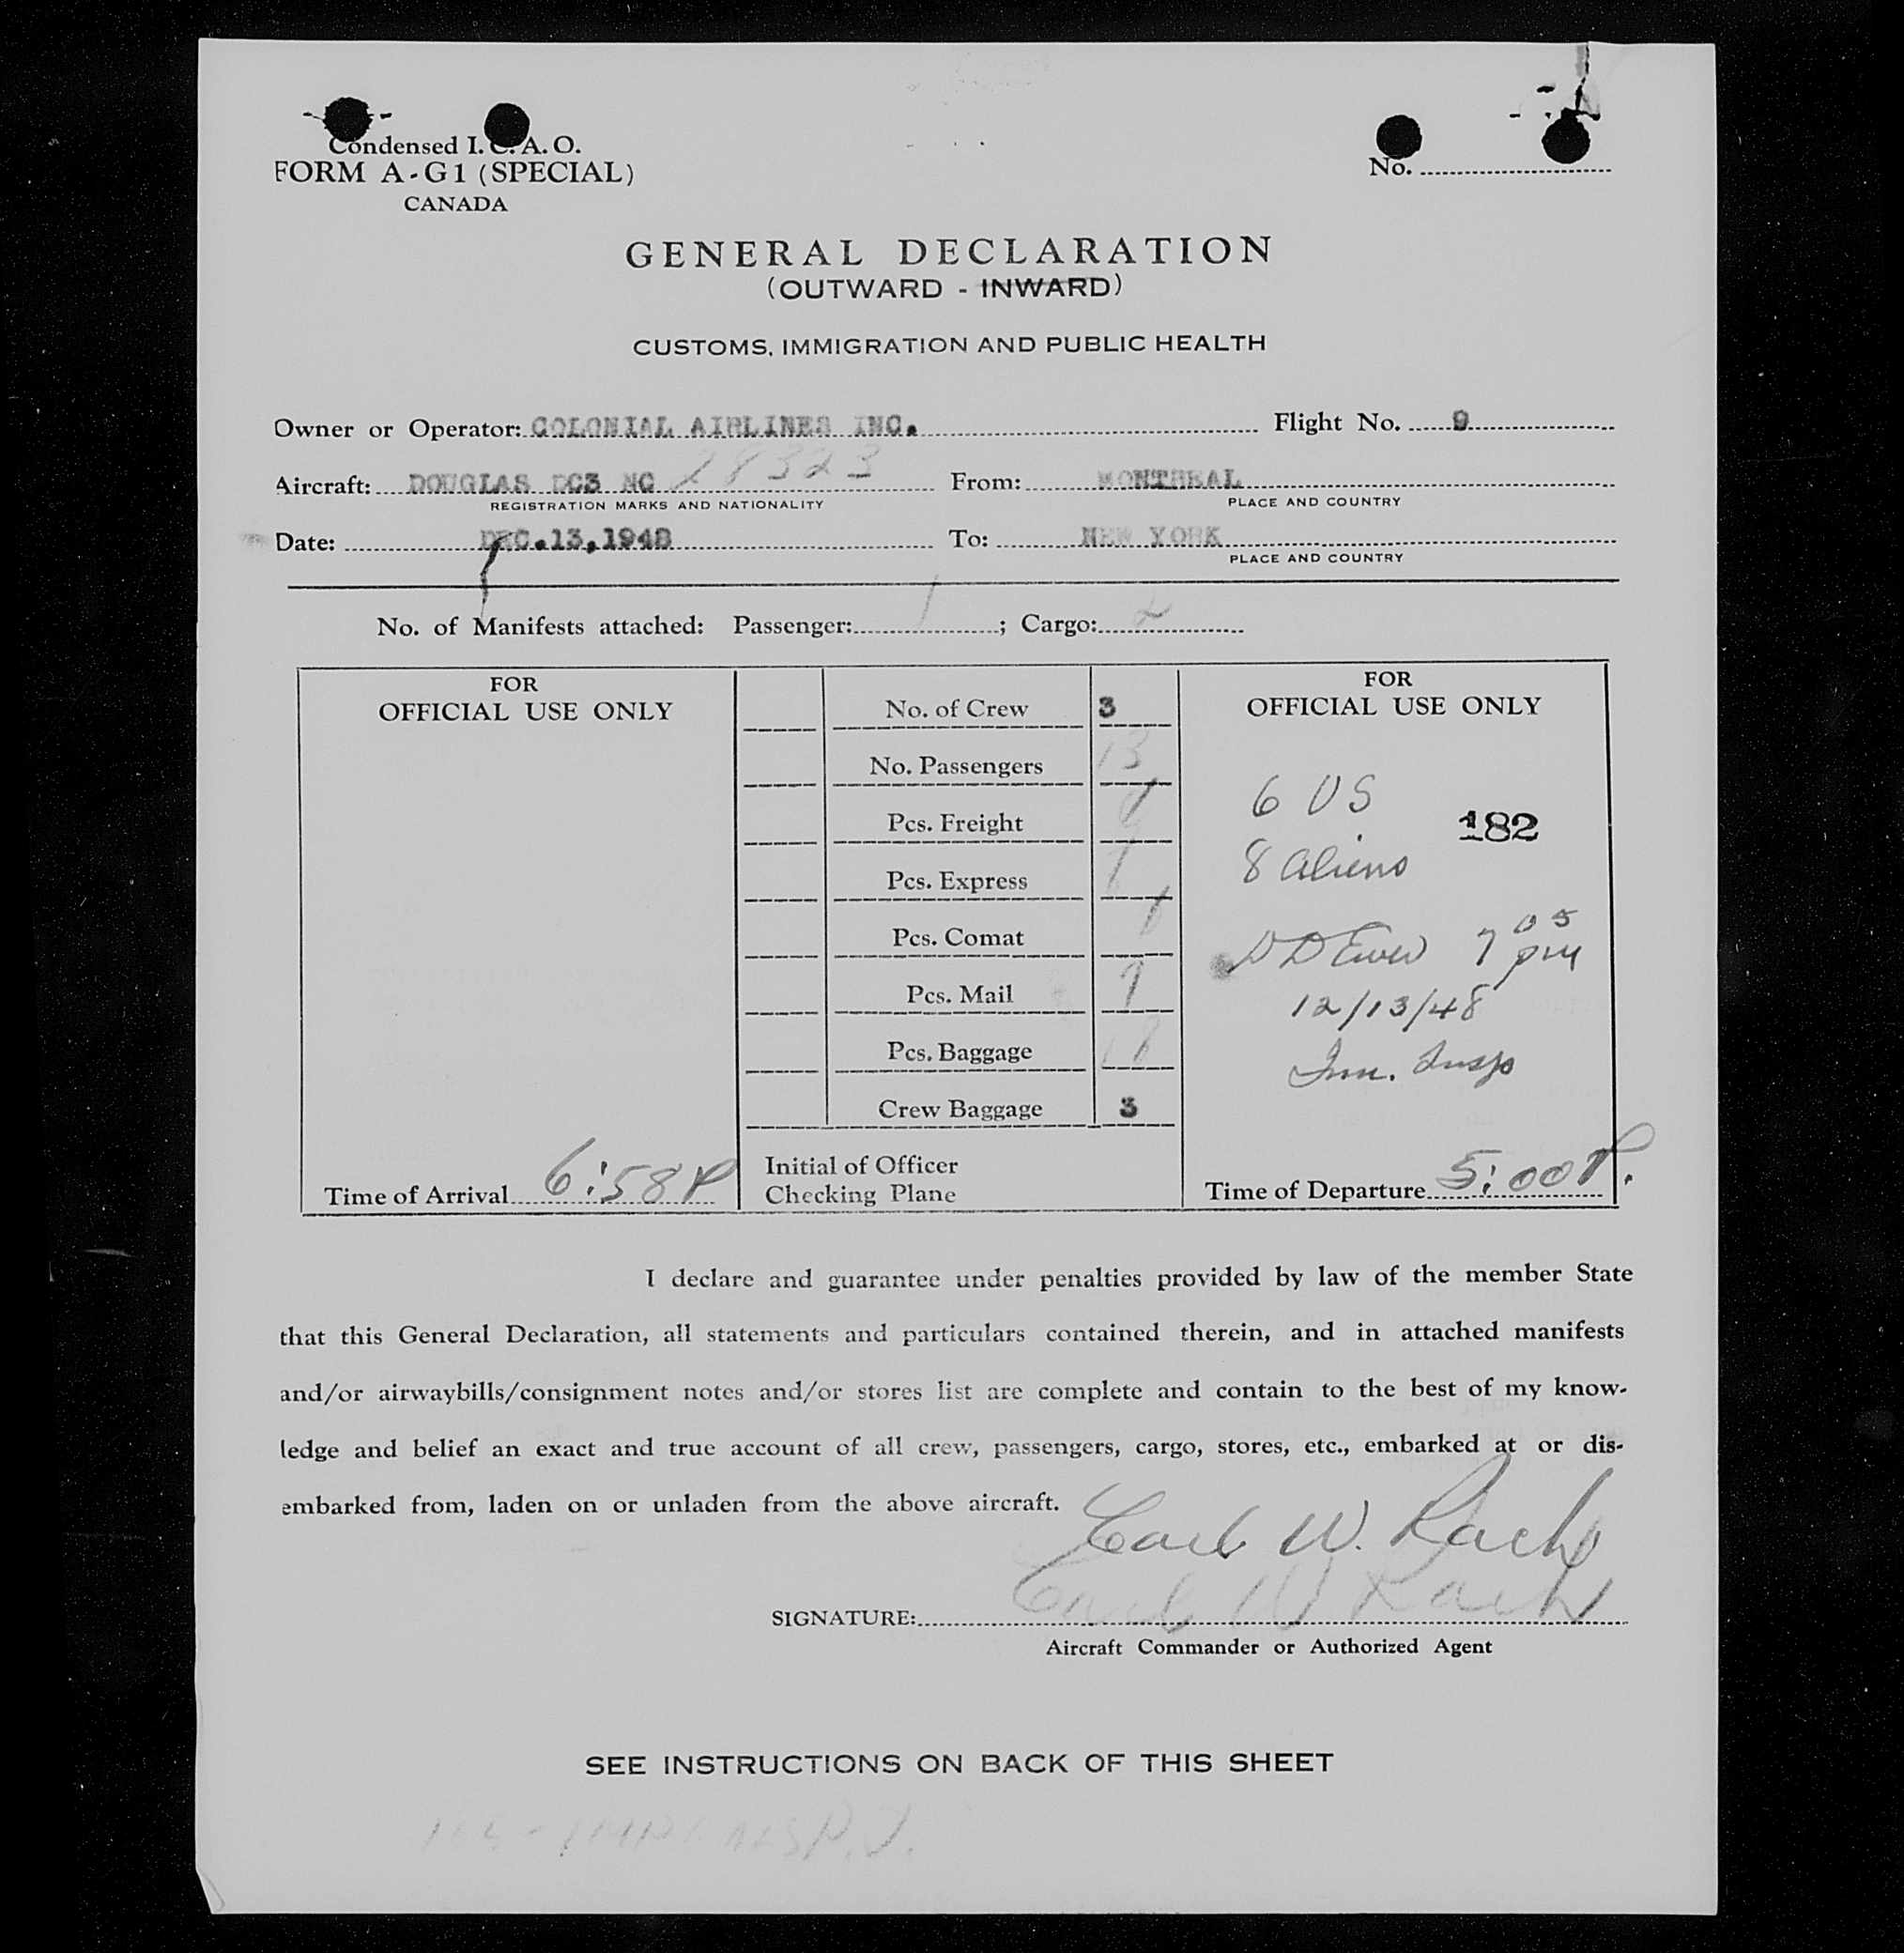 Condensed I. C. A. O.
FORM A-G1 (SPECIAL)
CANADA
No.
GENERAL DECLARATION
(OUTWARD - INWARD)
CUSTOMS, IMMIGRATION AND PUBLIC HEALTH
Owner or Operator: COLONIAL AIRLINES INC. Flight No. 9
Aircraft: DOUGLAS DC3 NC 28323 From: MONTREAL
REGISTRATION MARKS AND NATIONALITY PLACE AND COUNTRY
Date: DEC.13,1948 To: NEW YORK
PLACE AND COUNTRY
No. of Manifests attached: Passenger: 1 ; Cargo: 2
FOR
OFFICIAL USE ONLY
No. of Crew 3
No. Passengers 13
Pcs. Freight
Pcs. Express
Pcs. Comat
Pcs. Mail
Pcs. Baggage
Crew Baggage 3
FOR
OFFICIAL USE ONLY
6 US
182
8 aliens
7 05 pm
12/13/48
Imm. Insp
Time of Arrival 6:58 P
Initial of Officer
Checking Plane
Time of Departure 5:00 P.
I declare and guarantee under penalties provided by law of the member State
that this General Declaration, all statements and particulars contained therein, and in attached manifests
and/or airwaybills/consignment notes and/or stores list are complete and contain to the best of my know-
ledge and belief an exact and true account of all crew, passengers, cargo, stores, etc., embarked at or dis-
embarked from, laden on or unladen from the above aircraft.
Carl W. Rach
SIGNATURE: Carl W Rach
Aircraft Commander or Authorized Agent
SEE INSTRUCTIONS ON BACK OF THIS SHEET